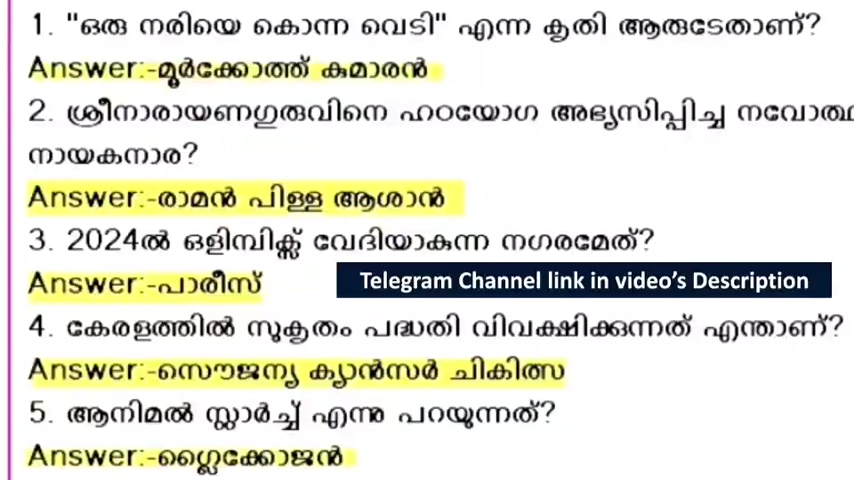 1. "ഒരു നരിയെ കൊന്ന വെടി" എന്ന കൃതി ആരുടേതാണ്?
Answer:-മൂർക്കോത്ത് കുമാരൻ
2. ശ്രീനാരായണഗുരുവിനെ ഹഠയോഗ അഭ്യസിപ്പിച്ച
നായകനാര?
Answer:-രാമൻ പിള്ള ആശാൻ
3. 2024ൽ ഒളിമ്പിക്സ് വേദിയാകുന്ന നഗരമേത്?
Answer:-പാരീസ്
Telegram Channel link in video's Description
4. കേരളത്തിൽ സുകൃതം പദ്ധതി വിവക്ഷിക്കുന്നത് എന്താണ്?
Answer:-സൌജന്യ ക്യാൻസർ ചികിത്സ
5. ആനിമൽ സ്റ്റാർച്ച് എന്നു പറയുന്നത്?
Answer:-ഗ്ലൈക്കോജൻ